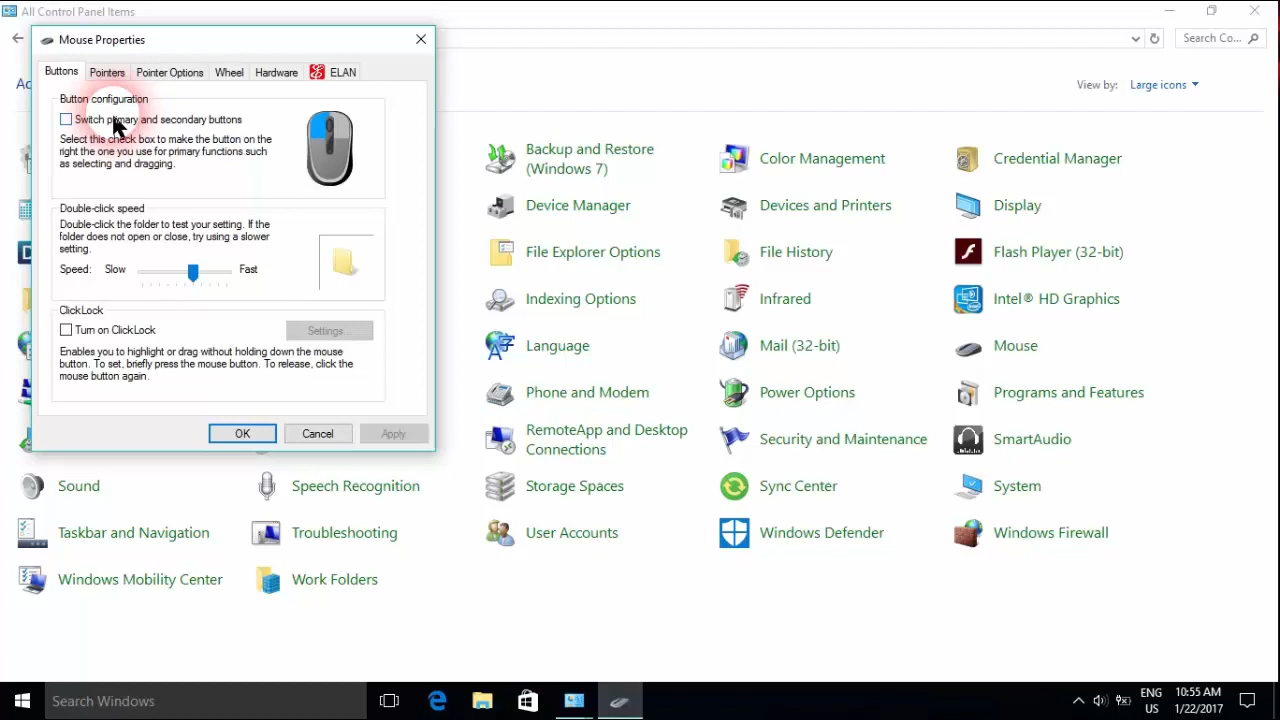 All Control Panel Items
Mouse Properties
Search Co...
Buttons
Pointers
Pointer Options
Wheel
Hardware
ELAN
View by:
Large icons
Button configuration
Switch primary and secondary buttons
Select this check box to make the button on the
right the one you use for primary functions such
as selecting and dragging.
Double-click speed
Double-click the folder to test your setting. If the
folder does not open or close, try using a slower
setting.
Speed:
Slow
Fast
ClickLock
Turn on ClickLock
Settings...
Enables you to highlight or drag without holding down the mouse
button. To set, briefly press the mouse button. To release, click the
mouse button again.
OK
Cancel
Apply
Backup and Restore
(Windows 7)
Color Management
Credential Manager
Device Manager
Devices and Printers
Display
File Explorer Options
File History
Flash Player (32-bit)
Indexing Options
Infrared
Intel® HD Graphics
Language
Mail (32-bit)
Mouse
Phone and Modem
Power Options
Programs and Features
RemoteApp and Desktop
Connections
Security and Maintenance
SmartAudio
Sound
Speech Recognition
Storage Spaces
Sync Center
System
Taskbar and Navigation
Troubleshooting
User Accounts
Windows Defender
Windows Firewall
Windows Mobility Center
Work Folders
Search Windows
ENG
US
10:55 AM
1/22/2017